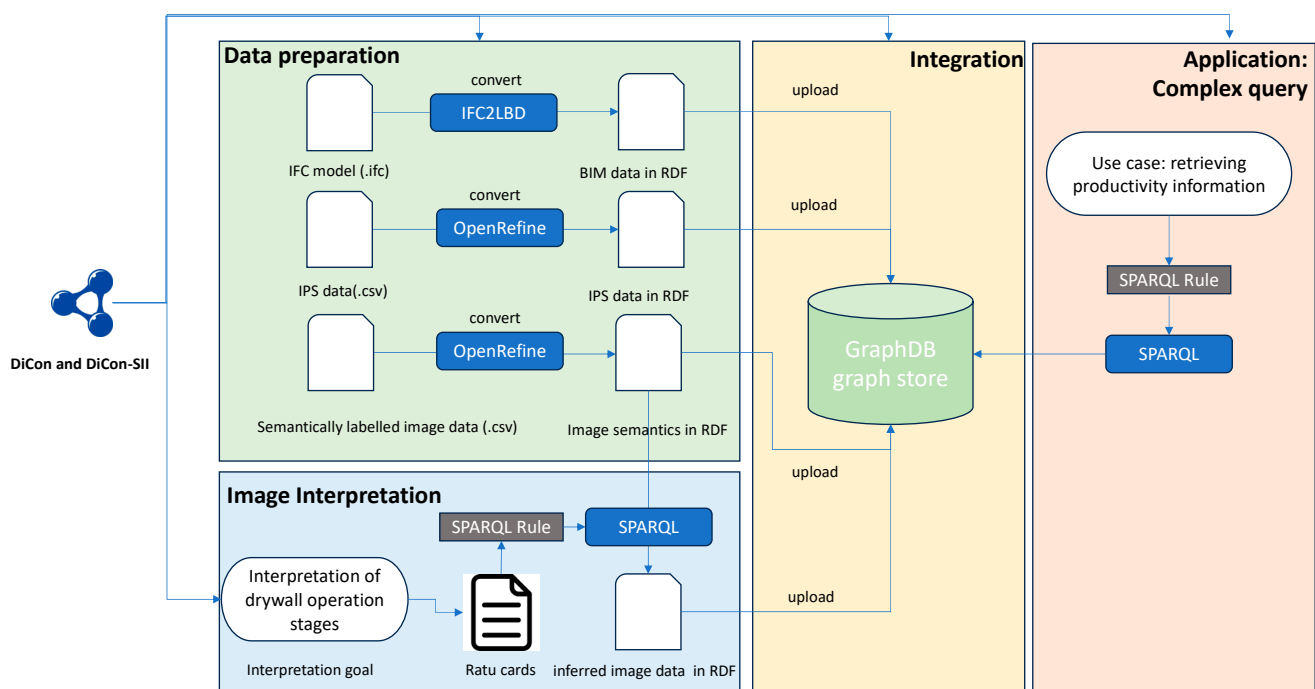 Data preparation
convert
IFC2LBD
IFC model (.ifc)
BIM data in RDF
convert
OpenRefine
IPS data(.csv)
IPS data in RDF
convert
OpenRefine
Semantically labelled image data (.csv)
Image semantics in RDF
DiCon and DiCon-SII
Image Interpretation
SPARQL Rule
SPARQL
Interpretation of
drywall operation
stages
Interpretation goal
Ratu cards
inferred image data  in RDF
Integration
upload
upload
GraphDB
graph store
upload
upload
Application:
Complex query
Use case: retrieving
productivity information
SPARQL Rule
SPARQL